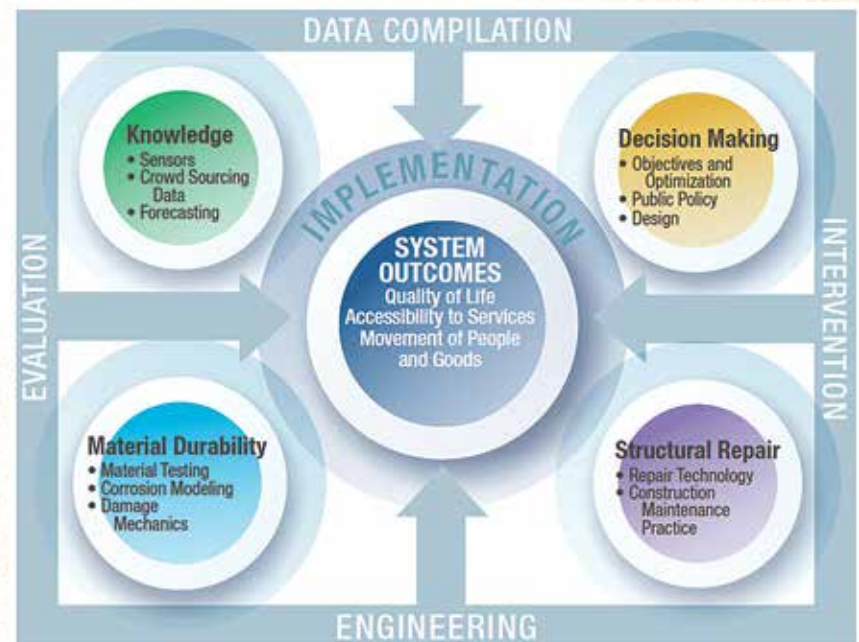 DATA COMPILATION
Knowledge
• Sensors
• Crowd Sourcing
Data
• Forecasting
Decision Making
• Objectives and
Optimization
• Public Policy
• Design
IMPLEMENTATION
SYSTEM
OUTCOMES
Quality of Life
Accessibility to Services
Movement of People
and Goods
EVALUATION
INTERVENTION
Material Durability
• Material Testing
• Corrosion Modeling
• Damage
Mechanics
Structural Repair
• Repair Technology
• Construction
Maintenance
Practice
ENGINEERING